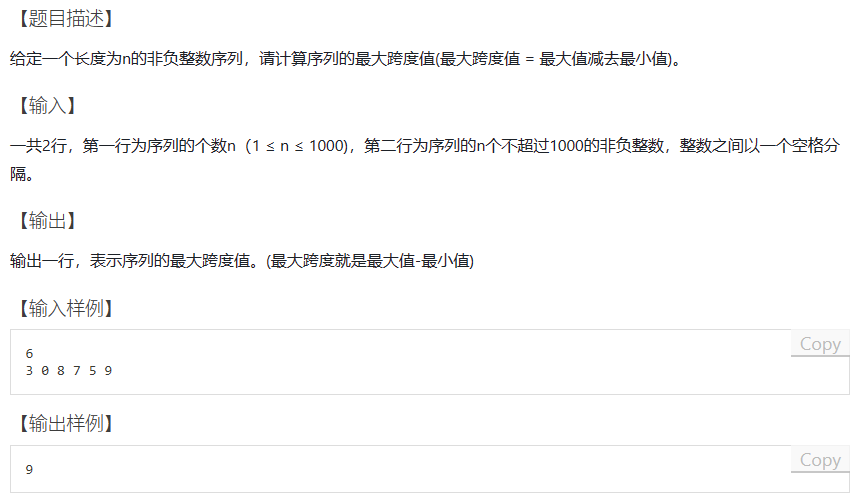 【题目描述】
给定一个长度为n的非负整数序列，请计算序列的最大跨度值(最大跨度值 = 最大值减去最小值)。
【输入】
一共2行，第一行为序列的个数n（1 ≤ n ≤ 1000)，第二行为序列的n个不超过1000的非负整数，整数之间以一个空格分
隔。
【输出】
输出一行，表示序列的最大跨度值。(最大跨度就是最大值-最小值)
【输入样例】
Copy
6
3 0 8 7 5 9
【输出样例】
Copy
9